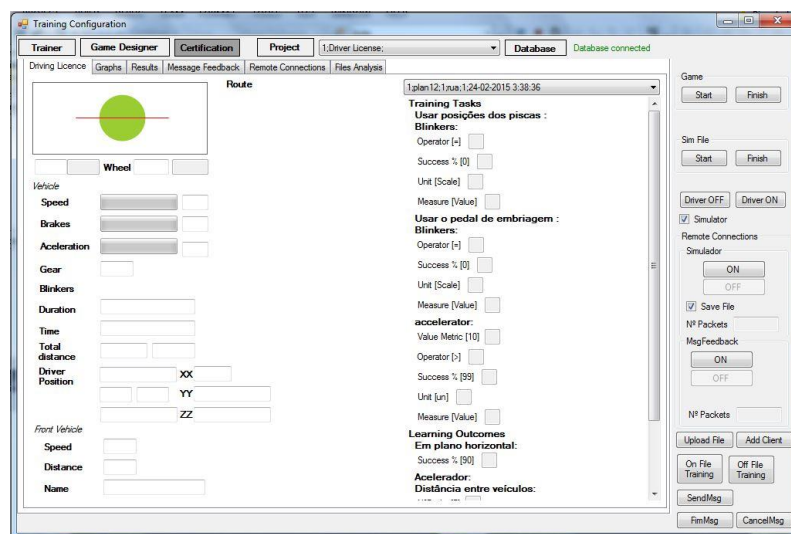 Training Configuration
Trainer Game Designer Certification Project 1;Driver License; Database Database connected
Driving Licence Graphs Results Message Feedback Remote Connections Files Analysis
Route
Wheel
Vehicle
Speed
Brakes
Aceleration
Gear
Blinkers
Duration
Time
Total
distance
Driver
Position
XX
YY
ZZ
Front Vehicle
Speed
Distance
Name
1;plan12;1;rua;1;24-02-2015 3:38:36
Training Tasks
Usar posições dos piscas :
Blinkers:
Operator [=]
Success % [0]
Unit [Scale]
Measure [Value]
Usar o pedal de embriagem :
Blinkers:
Operator [=]
Success % [0]
Unit [Scale]
Measure [Value]
accelerator:
Value Metric [10]
Operator [>]
Success % [99]
Unit [un]
Measure [Value]
Learning Outcomes
Em plano horizontal:
Success % [90]
Acelerador:
Distância entre veículos:
Game
Start Finish
Sim File
Start Finish
Driver OFF Driver ON
Simulator
Remote Connections
Simulador
ON
OFF
Save File
Nº Packets
MsgFeedback
ON
OFF
Nº Packets
Upload File Add Client
On File
Training
Off File
Training
SendMsg
FimMsg CancelMsg